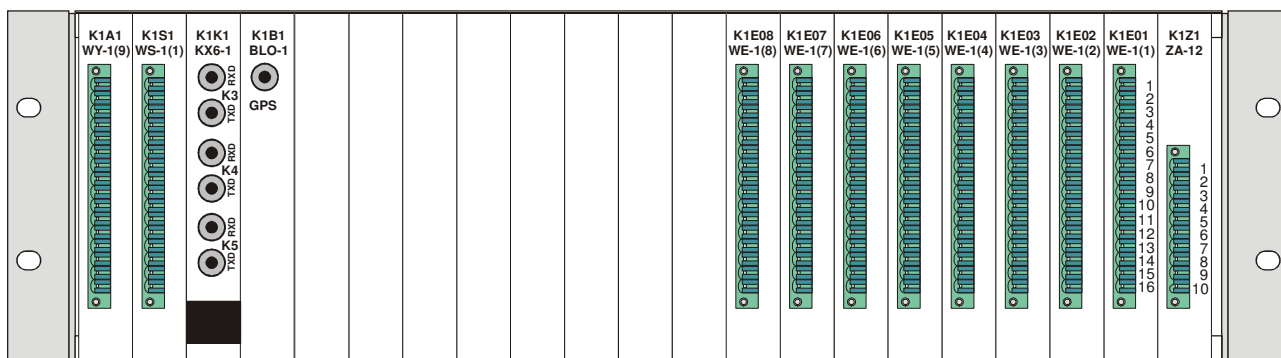 K1A1
WY-1(9)
K1S1
WS-1(1)
K1K1
KX6-1
RXD
K3
TXD
RXD
K4
TXD
RXD
K5
TXD
K1B1
BLO-1
GPS
K1E08
WE-1(8)
K1E07
WE-1(7)
K1E06
WE-1(6)
K1E05
WE-1(5)
K1E04
WE-1(4)
K1E03
WE-1(3)
K1E02
WE-1(2)
K1E01
WE-1(1)
1
2
3
4
5
6
7
8
9
10
11
12
13
14
15
16
K1Z1
ZA-12
1
2
3
4
5
6
7
8
9
10